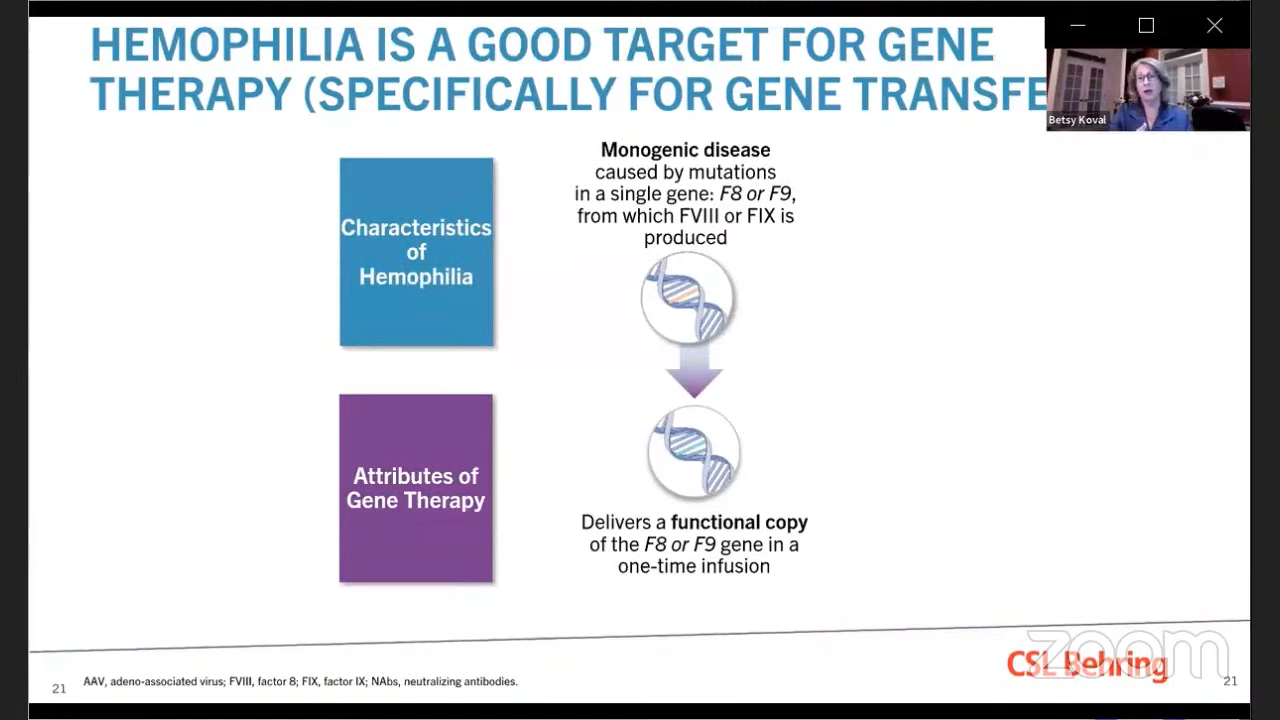 HEMOPHILIA IS A GOOD TARGET FOR GENE
THERAPY (SPECIFICALLY FOR GENE TRANSFE
Betsy Koval
Monogenic disease
caused by mutations
in a single gene: F8 or F9,
from which FVIII or FIX is
produced
Characteristics
of
Hemophilia
Attributes of
Gene Therapy
Delivers a functional copy
of the F8 or F9 gene in a
one-time infusion
zoom
CSL Behring
21
AAV, adeno-associated virus; FVIII, factor 8; FIX, factor IX; NAbs, neutralizing antibodies.
21